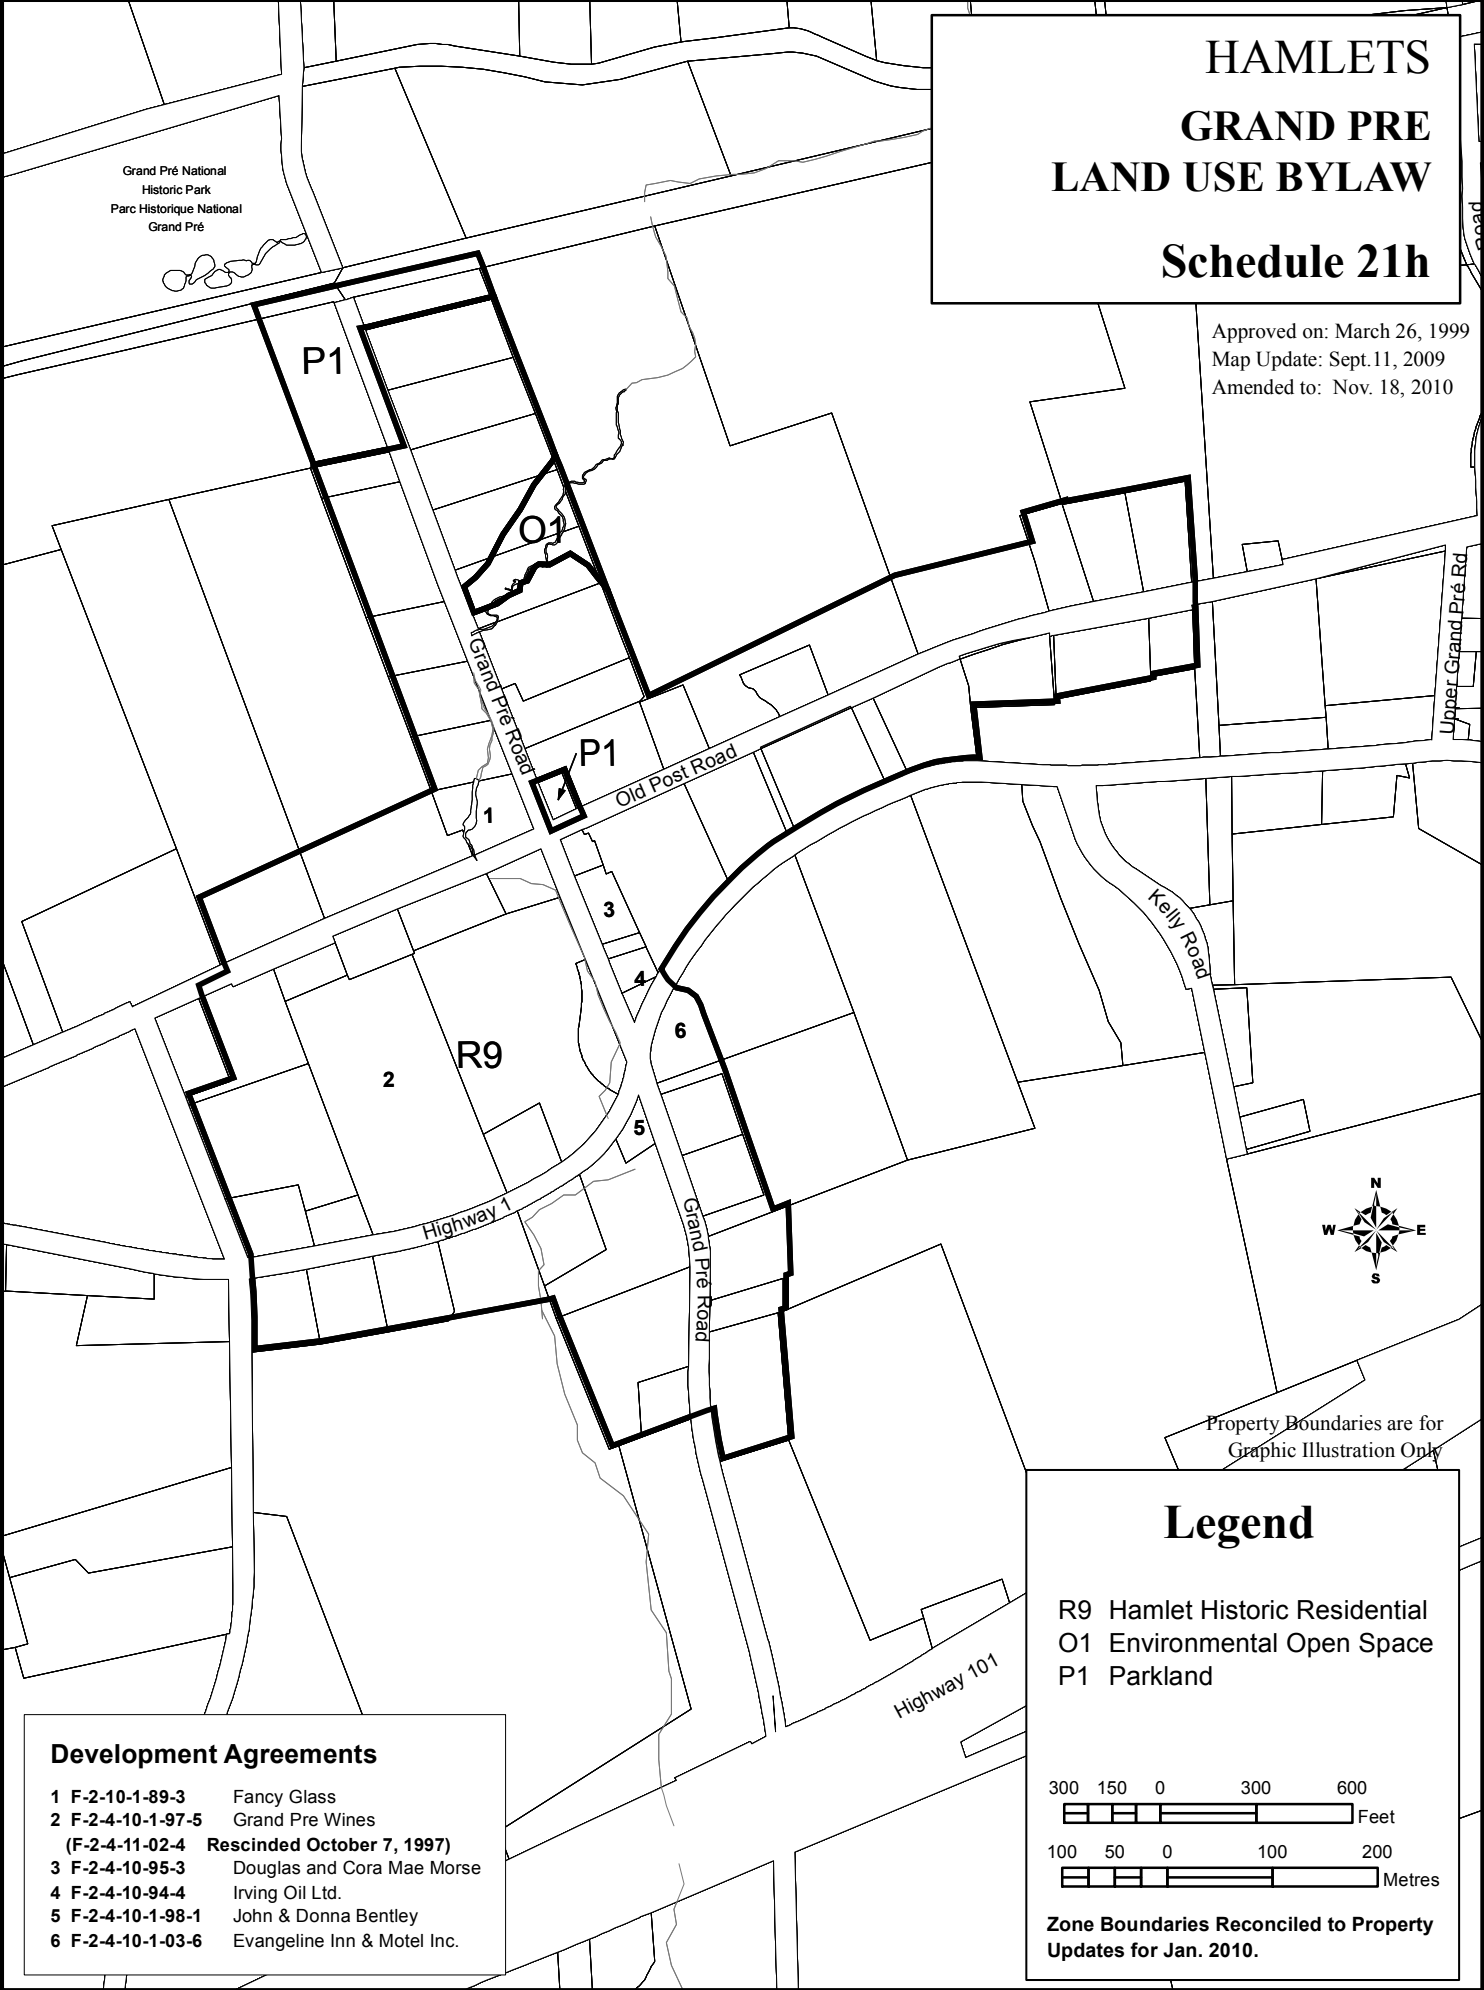 HAMLETS
GRAND PRE
LAND USE BYLAW
Schedule 21h
Road
Approved on: March 26, 1999
Map Update: Sept.11, 2009
Amended to: Nov. 18, 2010
Grand Pré National
Historic Park
Parc Historique National
Grand Pré
P1
O1
Grand Pré Road
P1
Old Post Road
Upper Grand Pré Rd
1
3
Kelly Road
4
6
R9
2
5
Highway 1
Grand Pré Road
N
W E
S
Property Boundaries are for
Graphic Illustration Only
Highway 101
Legend
R9 Hamlet Historic Residential
O1 Environmental Open Space
P1 Parkland
300 150 0 300 600
Feet
100 50 0 100 200
Metres
Zone Boundaries Reconciled to Property
Updates for Jan. 2010.
Development Agreements
1 F-2-10-1-89-3 Fancy Glass
2 F-2-4-10-1-97-5 Grand Pre Wines
(F-2-4-11-02-4 Rescinded October 7, 1997)
3 F-2-4-10-95-3 Douglas and Cora Mae Morse
4 F-2-4-10-94-4 Irving Oil Ltd.
5 F-2-4-10-1-98-1 John & Donna Bentley
6 F-2-4-10-1-03-6 Evangeline Inn & Motel Inc.